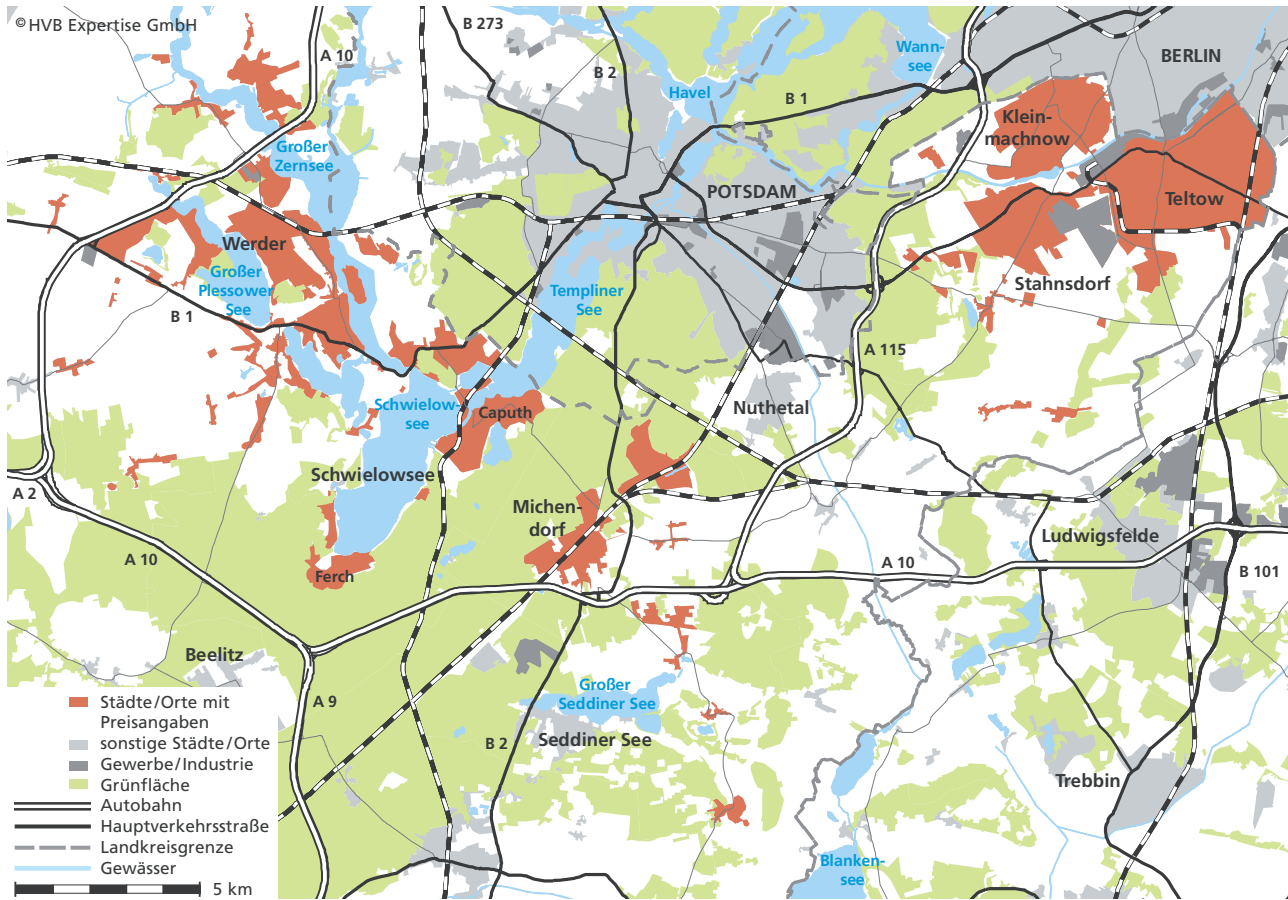 © HVB Expertise GmbH
B 273
A 10
B 2
Wann-
see
BERLIN
Havel
B 1
Klein-
machnow
Großer
Zernsee
POTSDAM
Teltow
Werder
Großer
Plessower
See
Templiner
See
Stahnsdorf
B 1
A 115
Schwielow-
see
Caputh
Nuthetal
Schwielowsee
A 2
Michen-
dorf
Ludwigsfelde
A 10
A 10
Ferch
B 101
Beelitz
Großer
Seddiner See
A 9
B 2
Seddiner See
Trebbin
Blanken-
see
Städte/Orte mit
Preisangaben
sonstige Städte/Orte
Gewerbe/Industrie
Grünfläche
Autobahn
Hauptverkehrsstraße
Landkreisgrenze
Gewässer
5 km